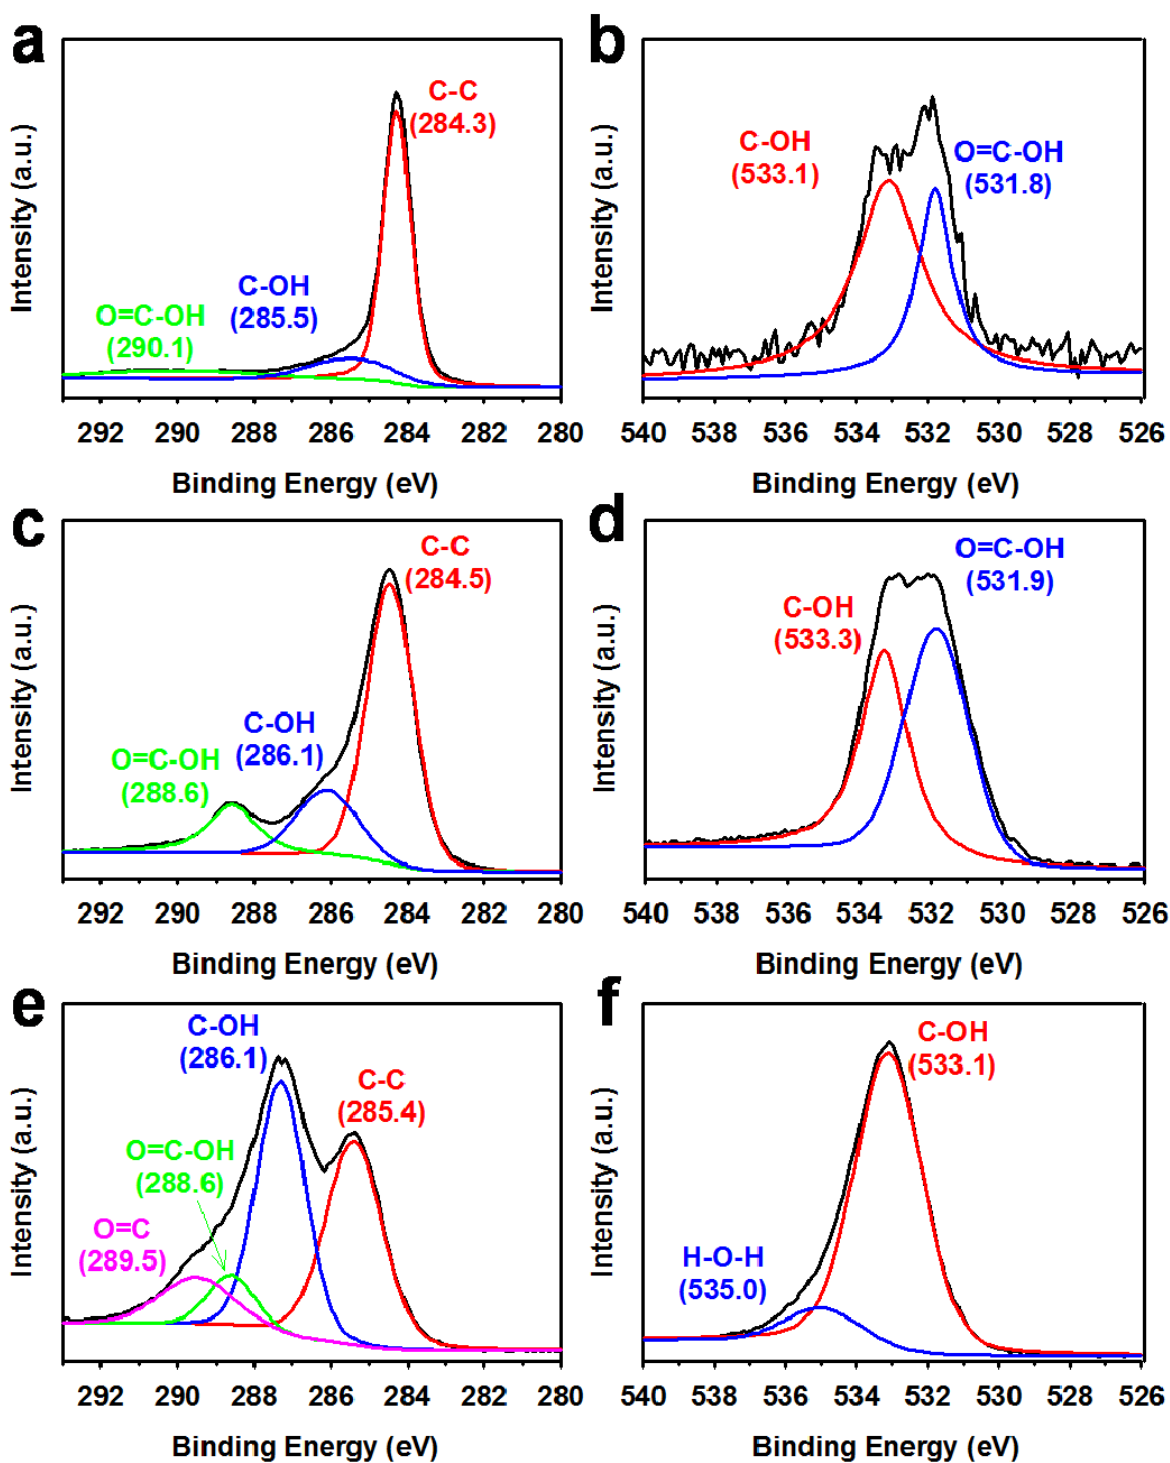 a
C-C
(284.3)
C-OH
(285.5)
O=C-OH
(290.1)
Intensity (a.u.)
292 290 288 286 284 282 280
Binding Energy (eV)
b
C-OH
(533.1)
O=C-OH
(531.8)
Intensity (a.u.)
540 538 536 534 532 530 528 526
Binding Energy (eV)
c
C-C
(284.5)
C-OH
(286.1)
O=C-OH
(288.6)
Intensity (a.u.)
292 290 288 286 284 282 280
Binding Energy (eV)
d
O=C-OH
(531.9)
C-OH
(533.3)
Intensity (a.u.)
540 538 536 534 532 530 528 526
Binding Energy (eV)
e
C-OH
(286.1)
C-C
(285.4)
O=C-OH
(288.6)
O=C
(289.5)
Intensity (a.u.)
292 290 288 286 284 282 280
Binding Energy (eV)
f
C-OH
(533.1)
H-O-H
(535.0)
Intensity (a.u.)
540 538 536 534 532 530 528 526
Binding Energy (eV)